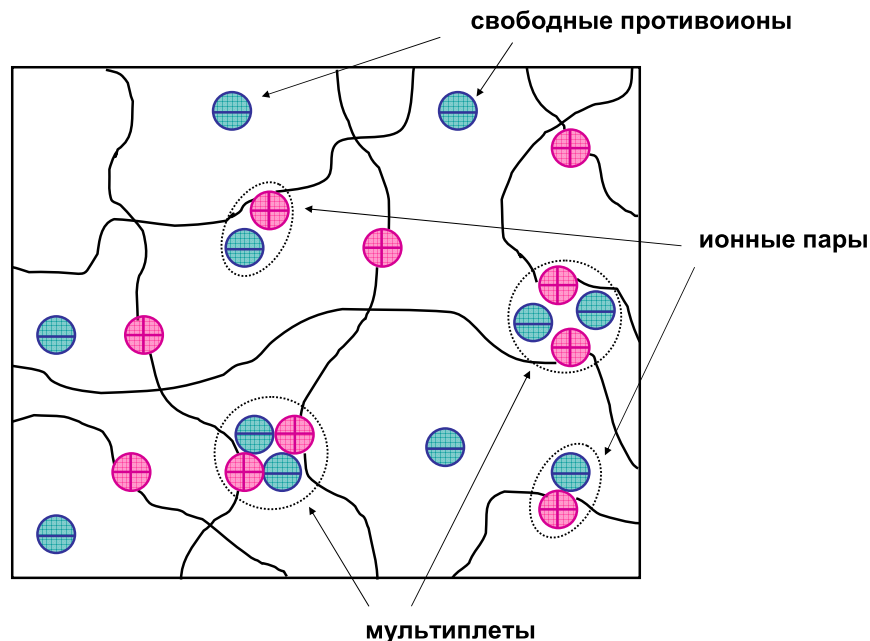 свободные противоионы
ионные пары
мультиплеты